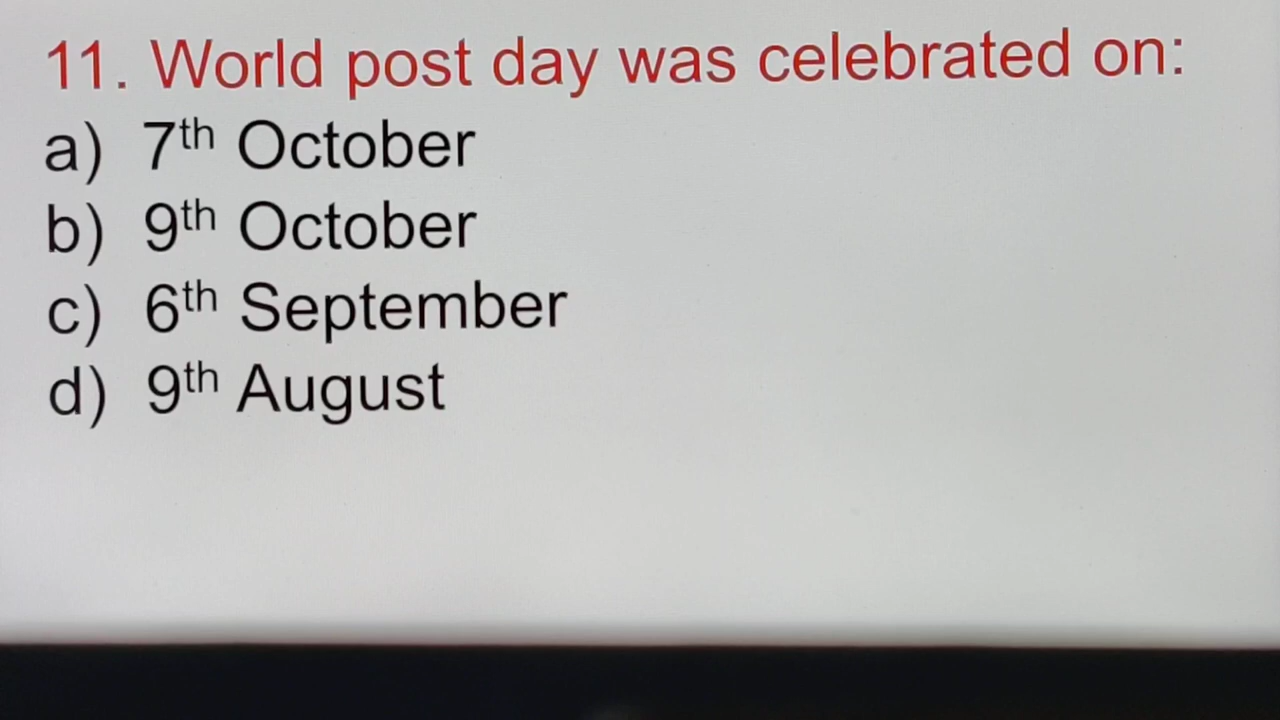 11. World post day was celebrated on:
a) 7th October
b) 9th October
c) 6th September
d) 9th August